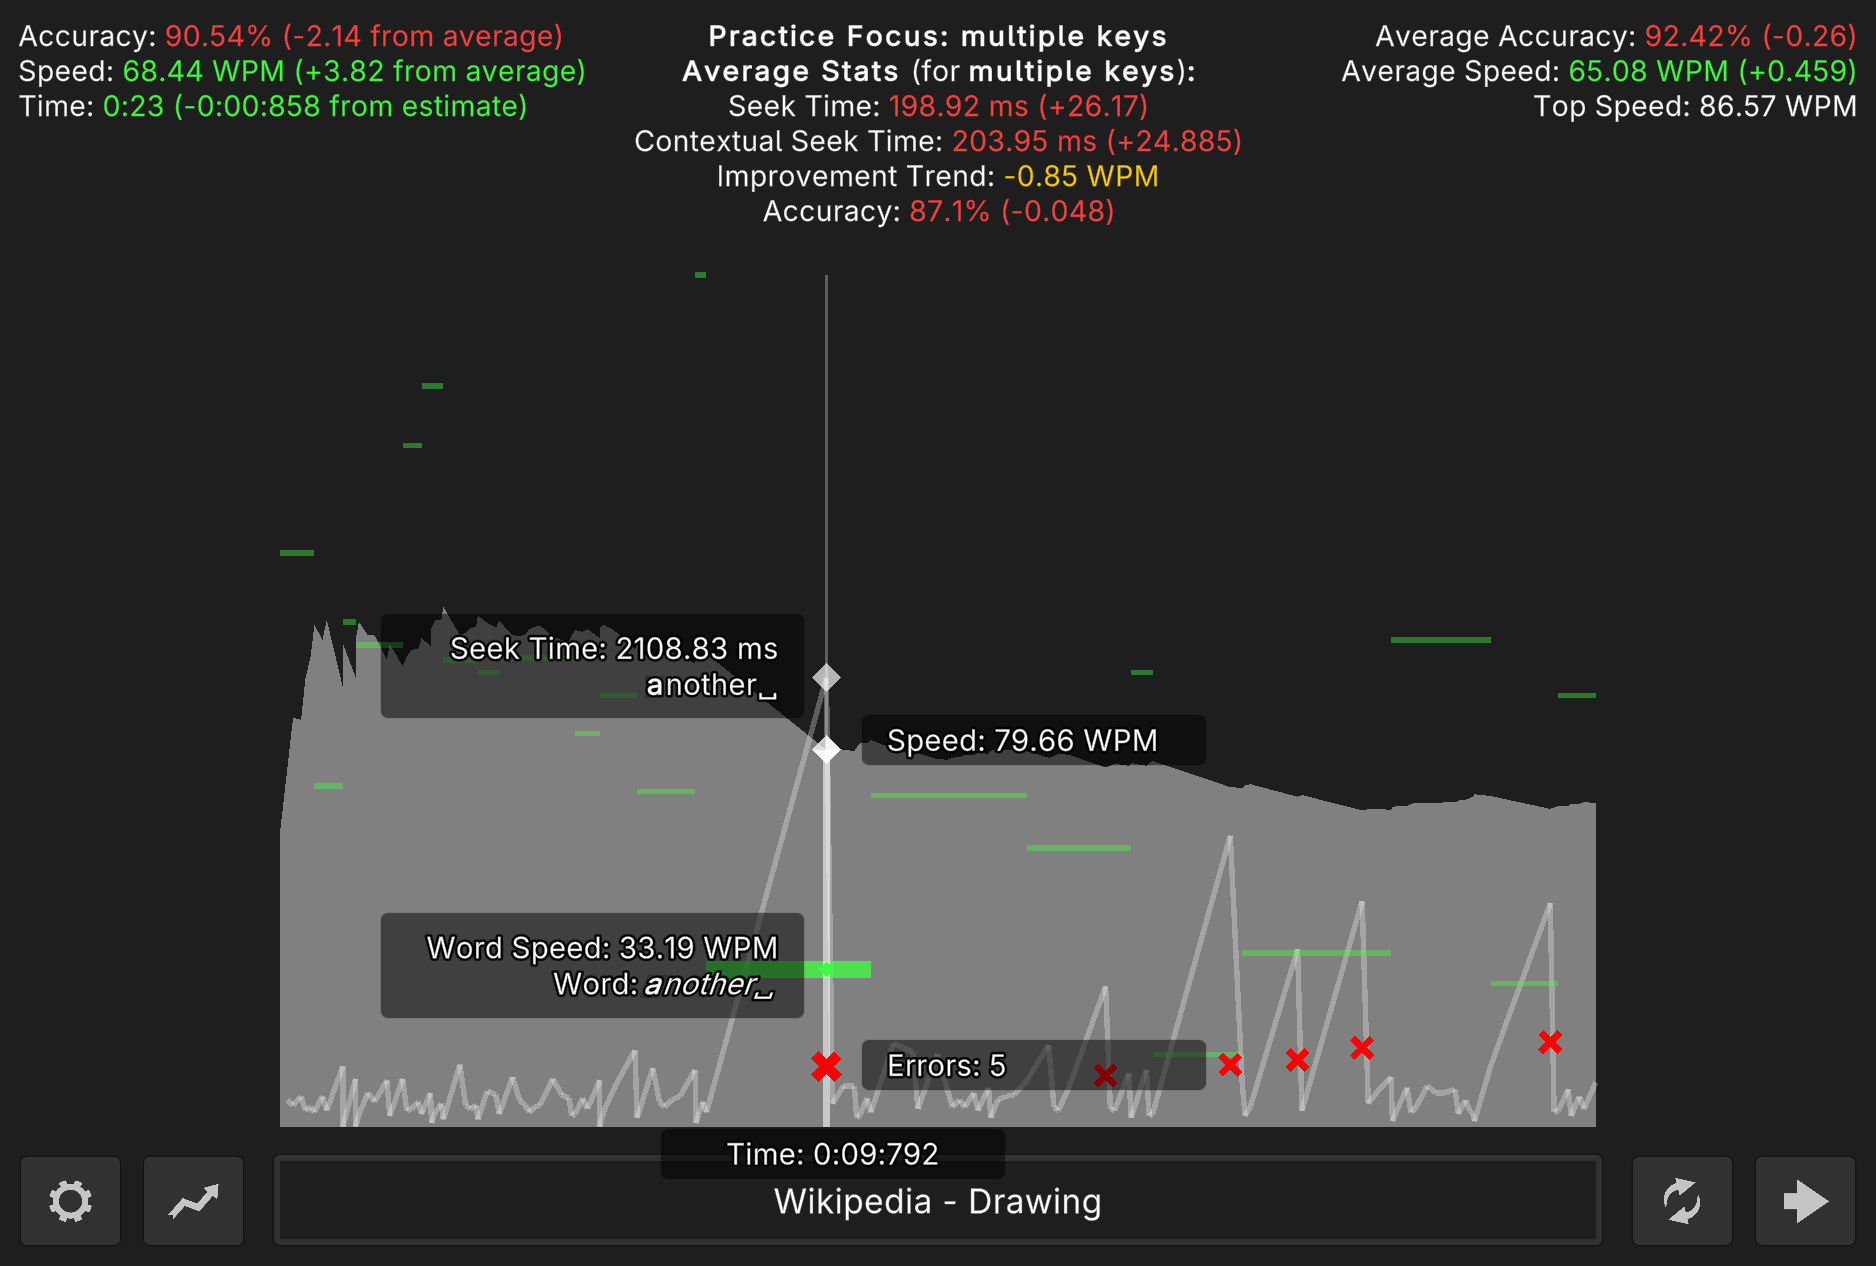 Accuracy: 90.54% (-2.14 from average)
Speed: 68.44 WPM (+3.82 from average)
Time: 0:23 (-0:00:858 from estimate)
Practice Focus: multiple keys
Average Stats (for multiple keys):
Seek Time: 198.92 ms (+26.17)
Contextual Seek Time: 203.95 ms (+24.885)
Improvement Trend: -0.85 WPM
Accuracy: 87.1% (-0.048)
Average Accuracy: 92.42% (-0.26)
Average Speed: 65.08 WPM (+0.459)
Top Speed: 86.57 WPM
Seek Time: 2108.83 ms
another␣
Speed: 79.66 WPM
Word Speed: 33.19 WPM
Word: another␣
Errors: 5
Time: 0:09:792
Wikipedia - Drawing